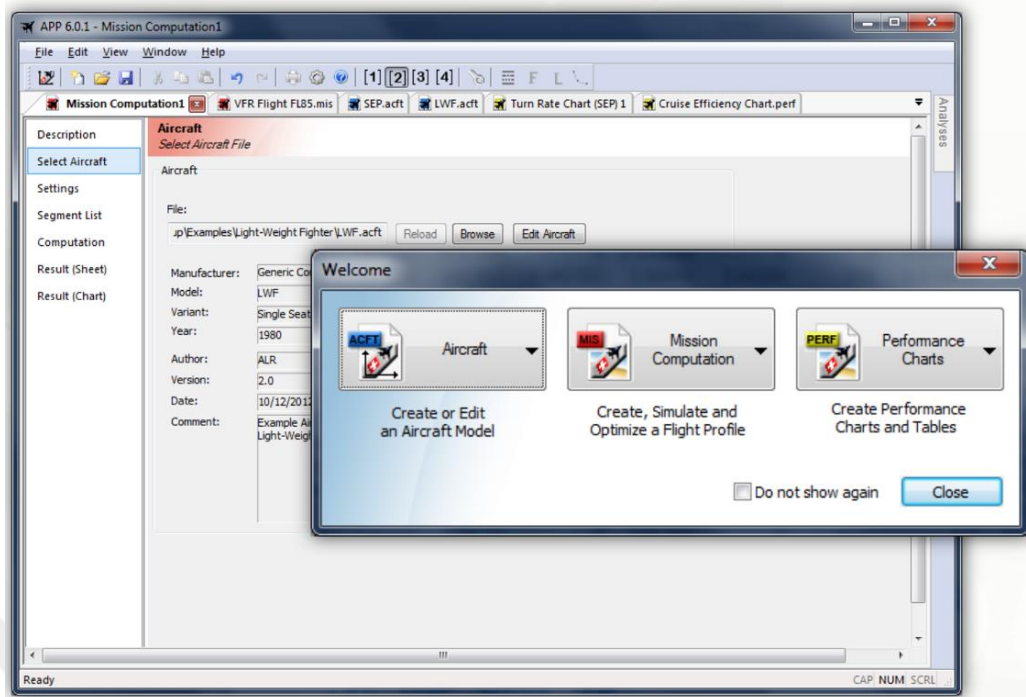 APP 6.0.1 - Mission Computation1
File Edit View Window Help
[1] [2] [3] [4] F L
Mission Computation1 VFR Flight FL85.mis SEP.acft LWF.acft Turn Rate Chart (SEP) 1 Cruise Efficiency Chart.perf
Analyses
Description
Select Aircraft
Settings
Segment List
Computation
Result (Sheet)
Result (Chart)
Aircraft
Select Aircraft File
Aircraft
File:
up\Examples\Light-Weight Fighter\LWF.acft Reload Browse Edit Aircraft
Manufacturer: Generic Co
Model: LWF
Variant: Single Seat
Year: 1980
Author: ALR
Version: 2.0
Date: 10/12/2012
Comment: Example Ai
Light-Weigh
Welcome
ACFT Aircraft
Create or Edit
an Aircraft Model
MIS Mission
Computation
Create, Simulate and
Optimize a Flight Profile
PERF Performance
Charts
Create Performance
Charts and Tables
Do not show again Close
Ready CAP NUM SCRL